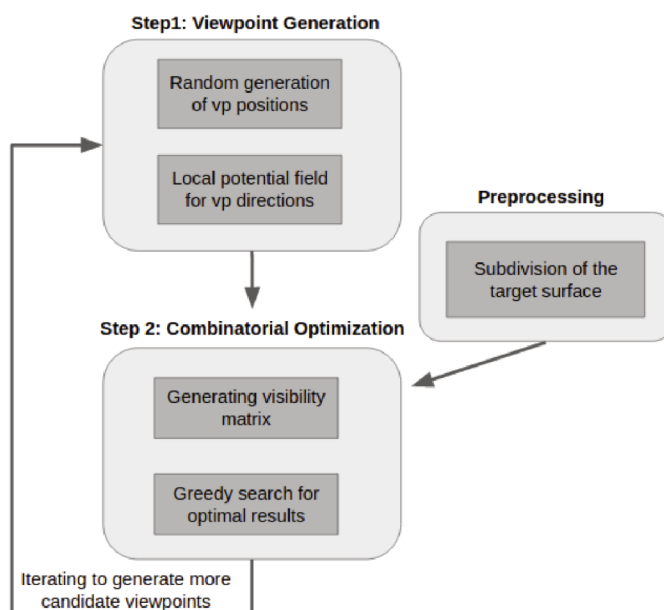 Step1: Viewpoint Generation
Random generation
of vp positions
Local potential field
for vp directions
Preprocessing
Subdivision of the
target surface
Step 2: Combinatorial Optimization
Generating visibility
matrix
Greedy search for
optimal results
Iterating to generate more
candidate viewpoints